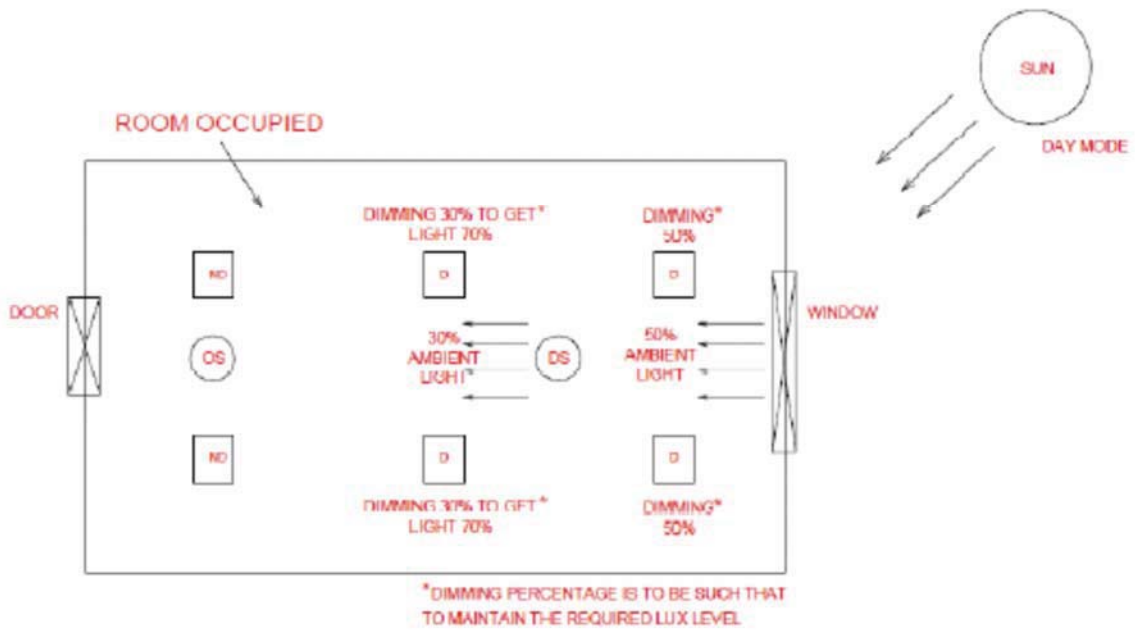 SUN
ROOM OCCUPIED
DAY MODE
DIMMING 30% TO GET*
LIGHT 70%
DIMMING*
50%
ND
D
D
DOOR
WINDOW
OS
30%
AMBIENT
LIGHT
DS
50%
AMBIENT
LIGHT
ND
D
D
DIMMING 30% TO GET*
LIGHT 70%
DIMMING*
50%
*DIMMING PERCENTAGE IS TO BE SUCH THAT
TO MAINTAIN THE REQUIRED LUX LEVEL